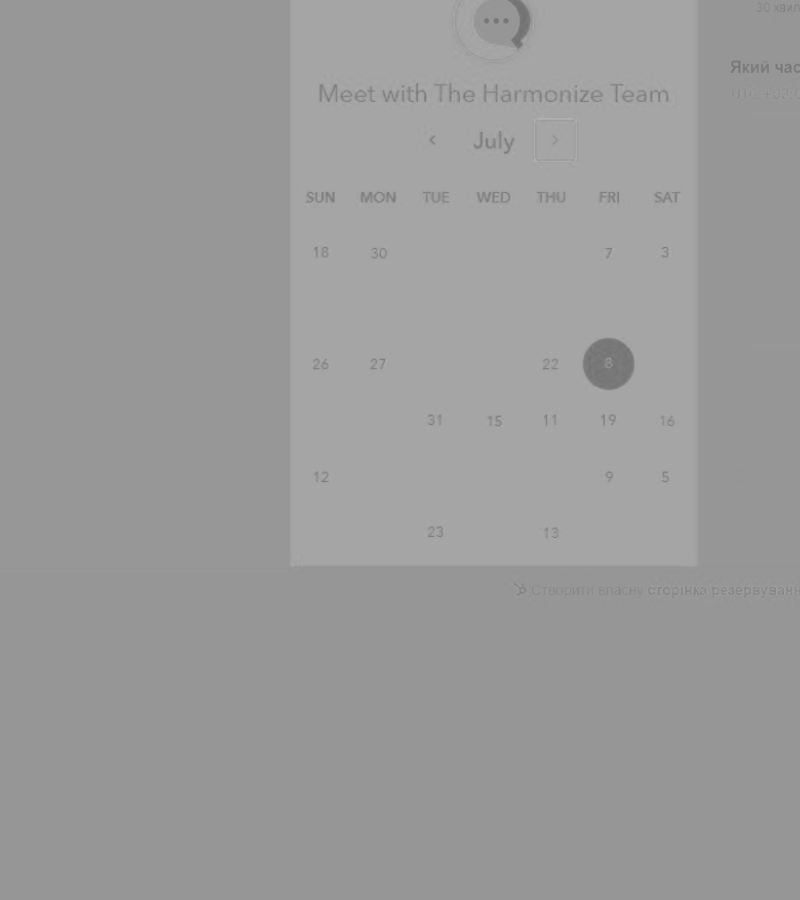 30 хвил
Який час
UTC +02:0
Meet with The Harmonize Team
July
SUN MON TUE WED THU FRI SAT
18 30 7 3
26 27 22 8
31 15 11 19 16
12 9 5
23 13
Створити власну сторінка резервуванн